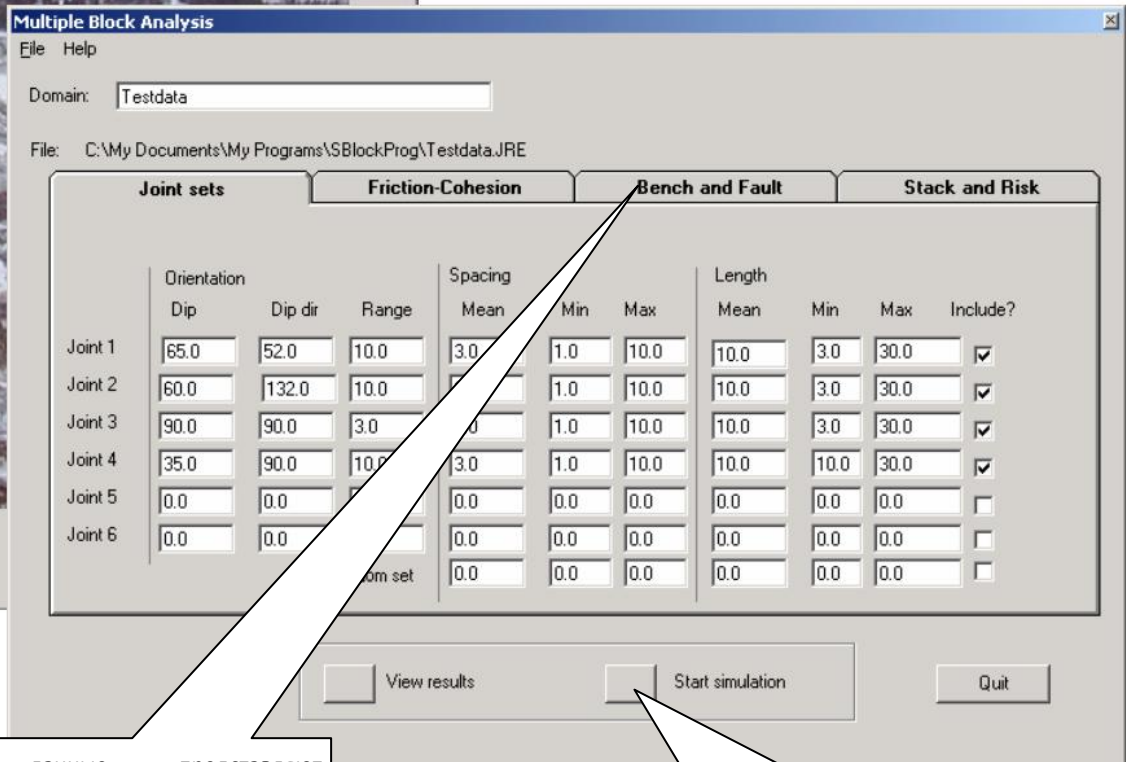 Multiple Block Analysis
File Help
Domain: Testdata
File: C:\My Documents\My Programs\SBlockProg\Testdata.JRE
Joint sets Friction-Cohesion Bench and Fault Stack and Risk
Orientation Spacing Length
Dip Dip dir Range Mean Min Max Mean Min Max Include?
Joint 1 65.0 52.0 10.0 3.0 1.0 10.0 10.0 3.0 30.0
Joint 2 60.0 132.0 10.0 1.0 10.0 10.0 3.0 30.0
Joint 3 90.0 90.0 3.0 1.0 10.0 10.0 3.0 30.0
Joint 4 35.0 90.0 10.0 3.0 1.0 10.0 10.0 10.0 30.0
Joint 5 0.0 0.0 0.0 0.0 0.0 0.0 0.0 0.0
Joint 6 0.0 0.0 0.0 0.0 0.0 0.0 0.0 0.0
set 0.0 0.0 0.0 0.0 0.0 0.0
View results Start simulation Quit